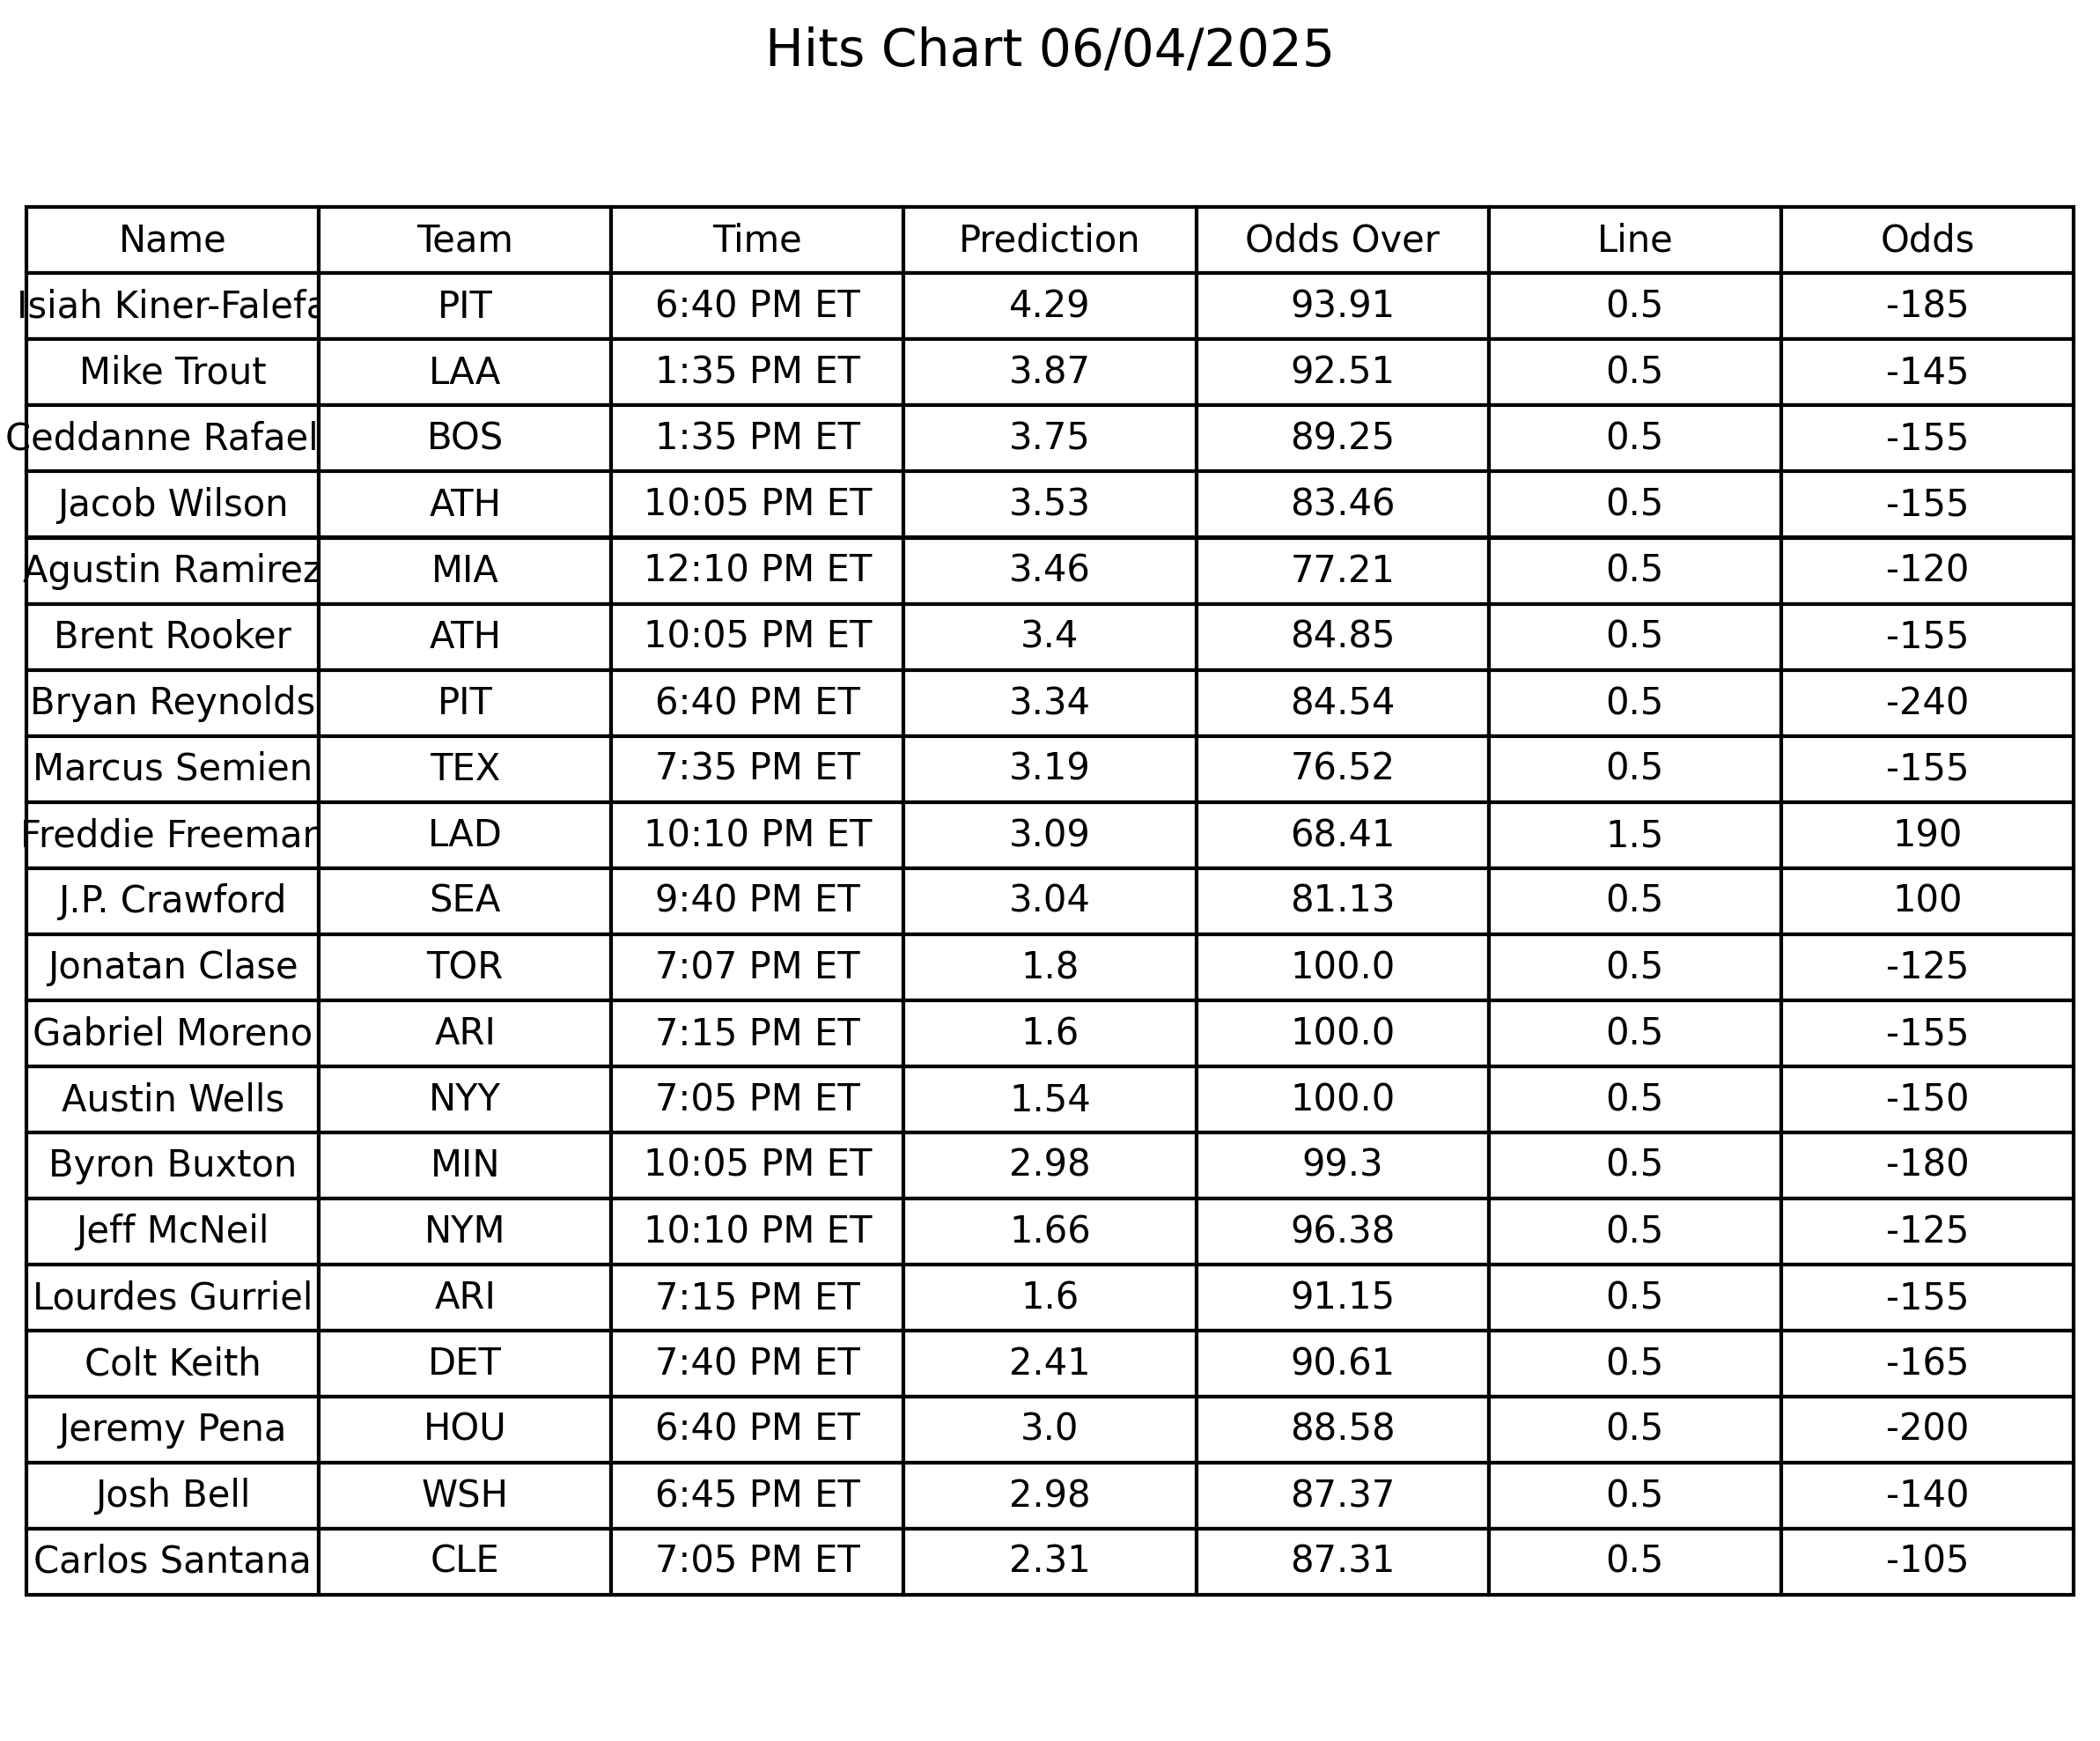 Hits Chart 06/04/2025
Name Team Time Prediction Odds Over Line Odds
Isiah Kiner-Falefa PIT 6:40 PM ET 4.29 93.91 0.5 -185
Mike Trout LAA 1:35 PM ET 3.87 92.51 0.5 -145
Ceddanne Rafael BOS 1:35 PM ET 3.75 89.25 0.5 -155
Jacob Wilson ATH 10:05 PM ET 3.53 83.46 0.5 -155
Agustin Ramirez MIA 12:10 PM ET 3.46 77.21 0.5 -120
Brent Rooker ATH 10:05 PM ET 3.4 84.85 0.5 -155
Bryan Reynolds PIT 6:40 PM ET 3.34 84.54 0.5 -240
Marcus Semien TEX 7:35 PM ET 3.19 76.52 0.5 -155
Freddie Freeman LAD 10:10 PM ET 3.09 68.41 1.5 190
J.P. Crawford SEA 9:40 PM ET 3.04 81.13 0.5 100
Jonatan Clase TOR 7:07 PM ET 1.8 100.0 0.5 -125
Gabriel Moreno ARI 7:15 PM ET 1.6 100.0 0.5 -155
Austin Wells NYY 7:05 PM ET 1.54 100.0 0.5 -150
Byron Buxton MIN 10:05 PM ET 2.98 99.3 0.5 -180
Jeff McNeil NYM 10:10 PM ET 1.66 96.38 0.5 -125
Lourdes Gurriel ARI 7:15 PM ET 1.6 91.15 0.5 -155
Colt Keith DET 7:40 PM ET 2.41 90.61 0.5 -165
Jeremy Pena HOU 6:40 PM ET 3.0 88.58 0.5 -200
Josh Bell WSH 6:45 PM ET 2.98 87.37 0.5 -140
Carlos Santana CLE 7:05 PM ET 2.31 87.31 0.5 -105